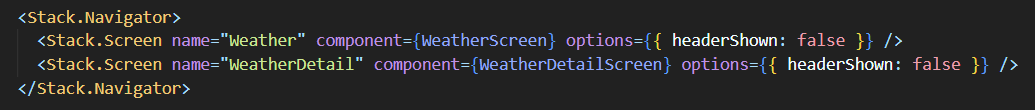 <Stack.Navigator>
<Stack.Screen name="Weather" component={WeatherScreen} options={{ headerShown: false }} />
<Stack.Screen name="WeatherDetail" component={WeatherDetailScreen} options={{ headerShown: false }} />
</Stack.Navigator>